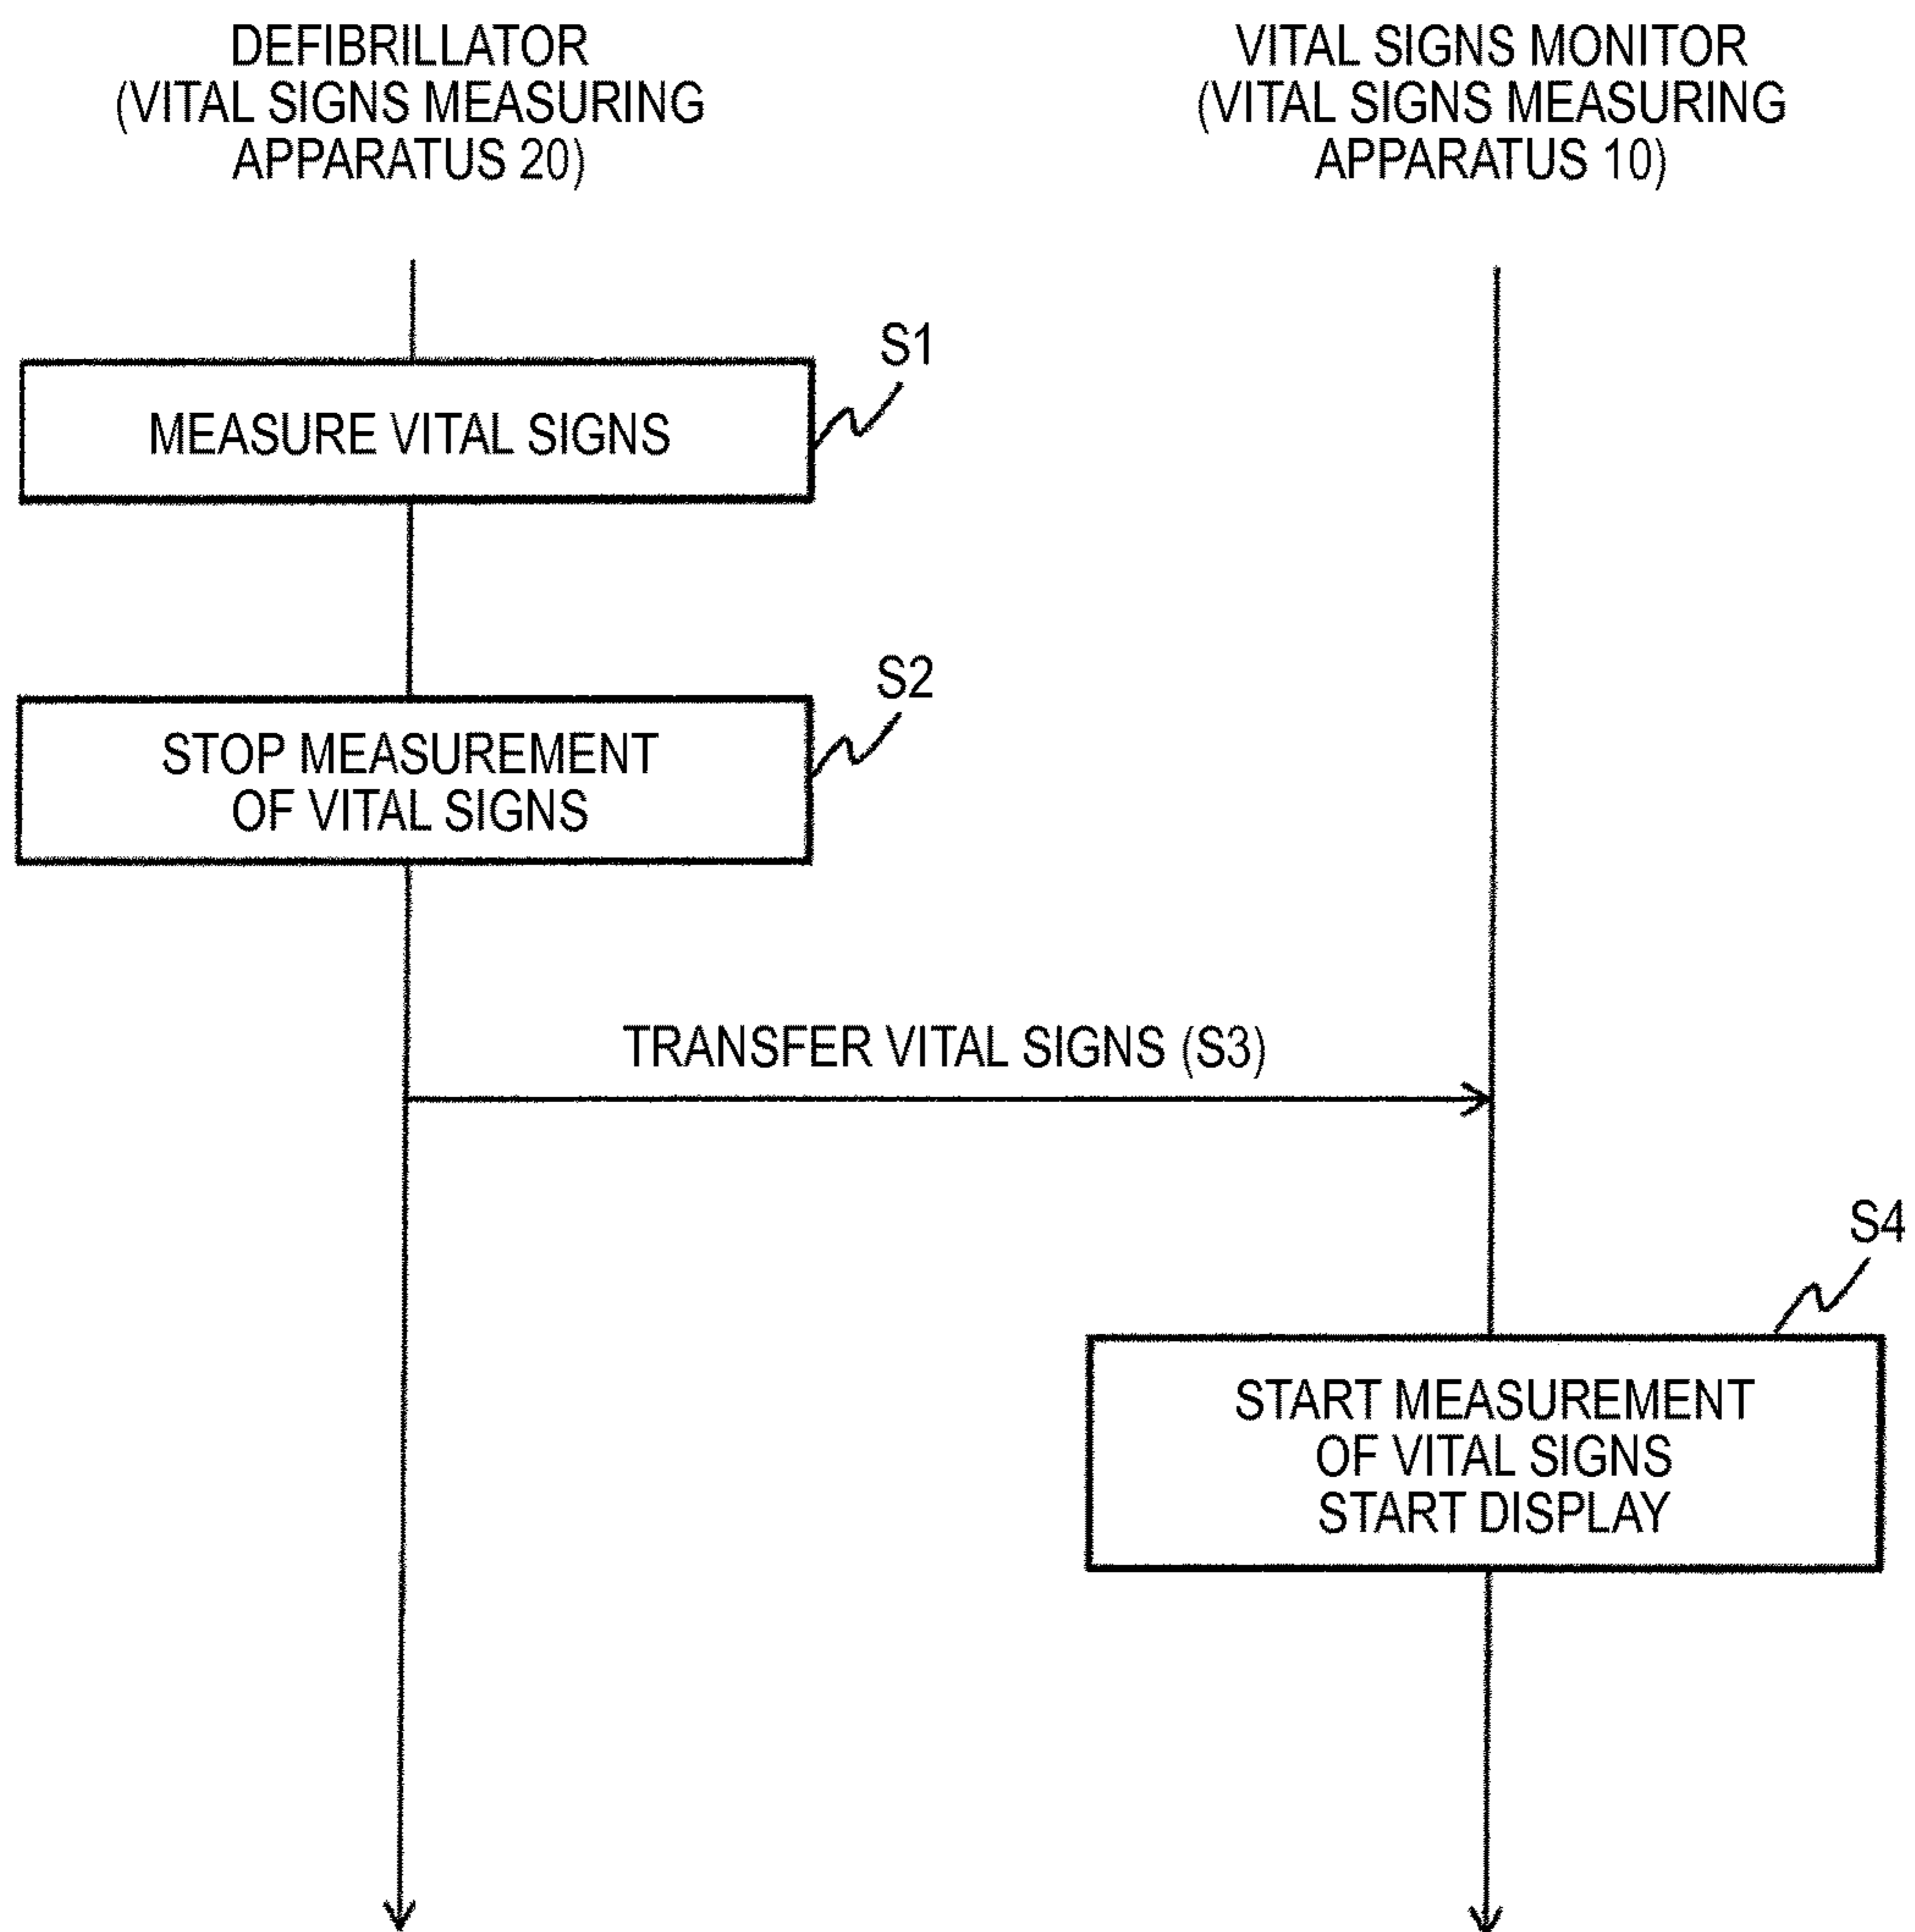 DEFIBRILLATOR
(VITAL SIGNS MEASURING
APPARATUS 20)
VITAL SIGNS MONITOR
(VITAL SIGNS MEASURING
APPARATUS 10)
S1
MEASURE VITAL SIGNS
S2
STOP MEASUREMENT
OF VITAL SIGNS
TRANSFER VITAL SIGNS (S3)
S4
START MEASUREMENT
OF VITAL SIGNS
START DISPLAY